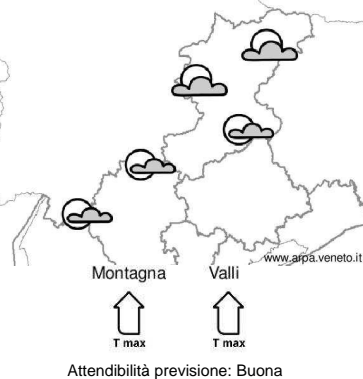 www.arpa.veneto.it
Montagna Valli
T max T max
Attendibilità previsione: Buona